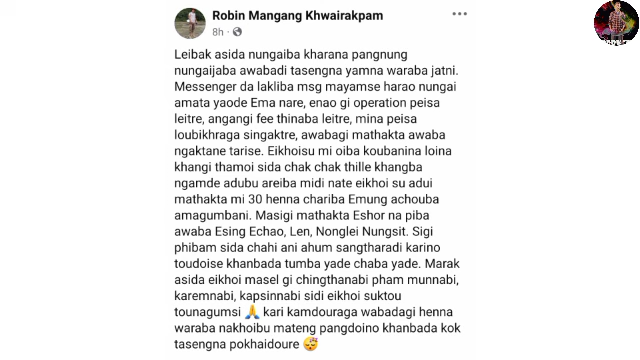 Robin Mangang Khwairakpam
8h ·
Leibak asida nungaiba kharana pangnung
nungaijaba awabadi tasengna yamna waraba jatni.
Messenger da lakliba msg mayamse harao nungai
amata yaode Ema nare, enao gi operation peisa
leitre, angangi fee thinaba leitre, mina peisa
loubikhraga singaktre, awabagi mathakta awaba
ngaktane tarise. Eikhoisu mi oiba koubanina loina
khangi thamoi sida chak chak thille khangba
ngamde adubu areiba midi nate eikhoi su adui
mathakta mi 30 henna chariba Emung achouba
amagumbani. Masigi mathakta Eshor na piba
awaba Esing Echao, Len, Nonglei Nungsit. Sigi
phibam sida chahi ani ahum sangtharadi karino
toudoise khanbada tumba yade chaba yade. Marak
asida eikhoi masel gi chingthanabi pham munnabi,
karemnabi, kapsinnabi sidi eikhoi suktou
tounagumsi 🙏 kari kamdouraga wabadagi henna
waraba nakhoibu mateng pangdoino khanbada kok
tasengna pokhaidoure 😴